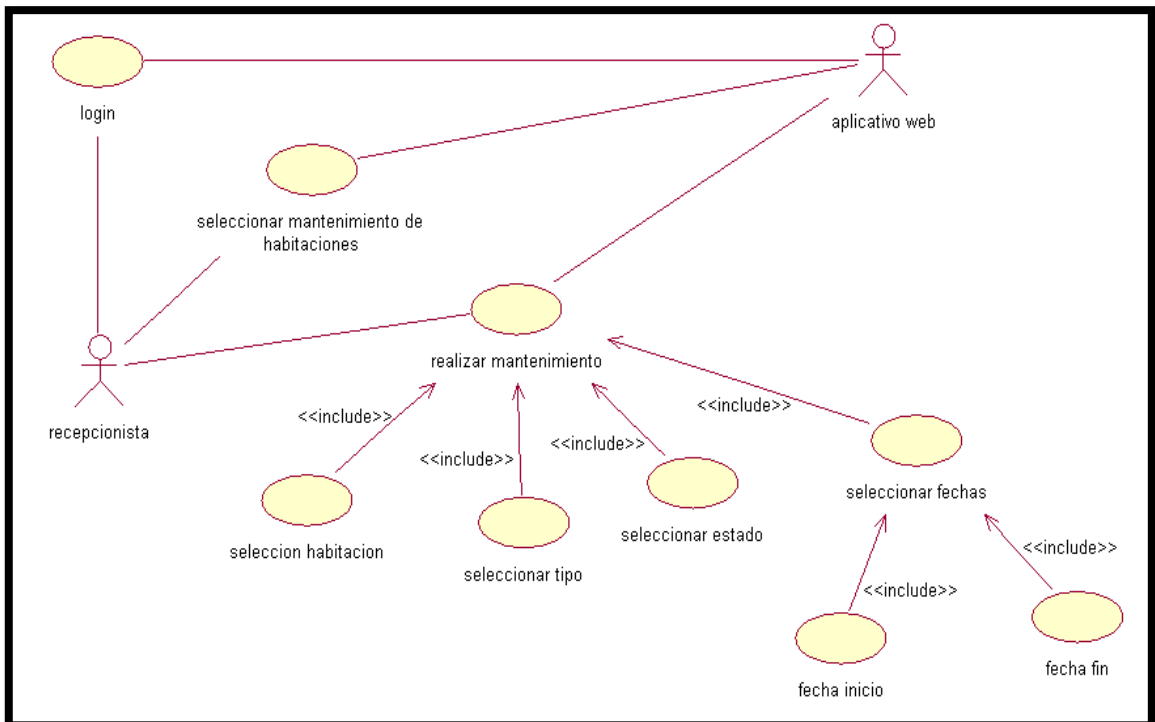 login
aplicativo web
seleccionar mantenimiento de
habitaciones
realizar mantenimiento
recepcionista
<<include>>
<<include>>
<<include>>
<<include>>
seleccion habitacion
seleccionar tipo
seleccionar estado
seleccionar fechas
<<include>>
<<include>>
fecha inicio
fecha fin